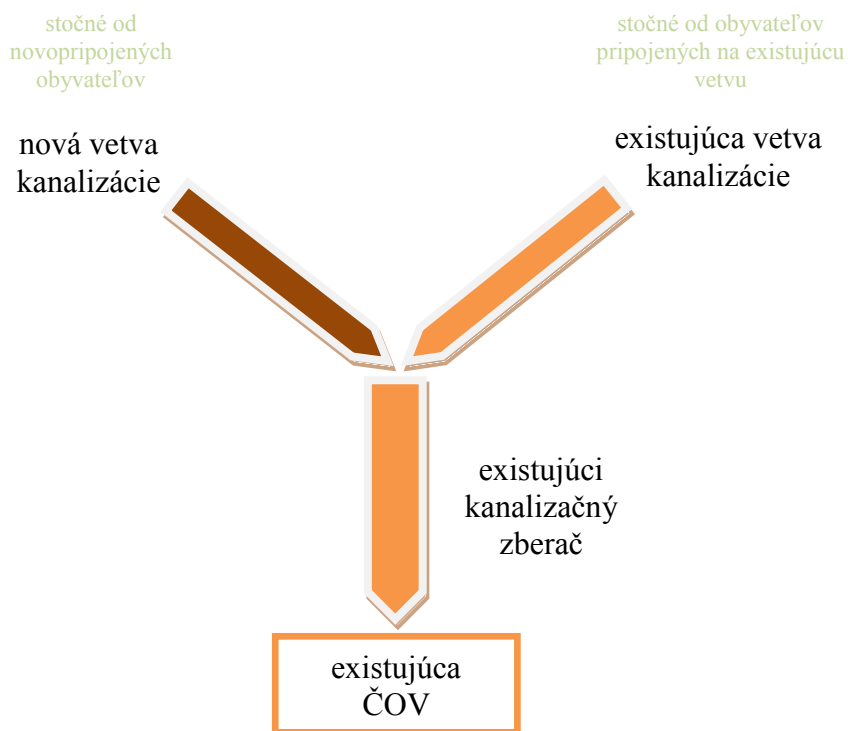 stočné od
novopripojených
obyvateľov
stočné od obyvateľov
pripojených na existujúcu
vetvu
nová vetva
kanalizácie
existujúca vetva
kanalizácie
existujúci
kanalizačný
zberač
existujúca
ČOV